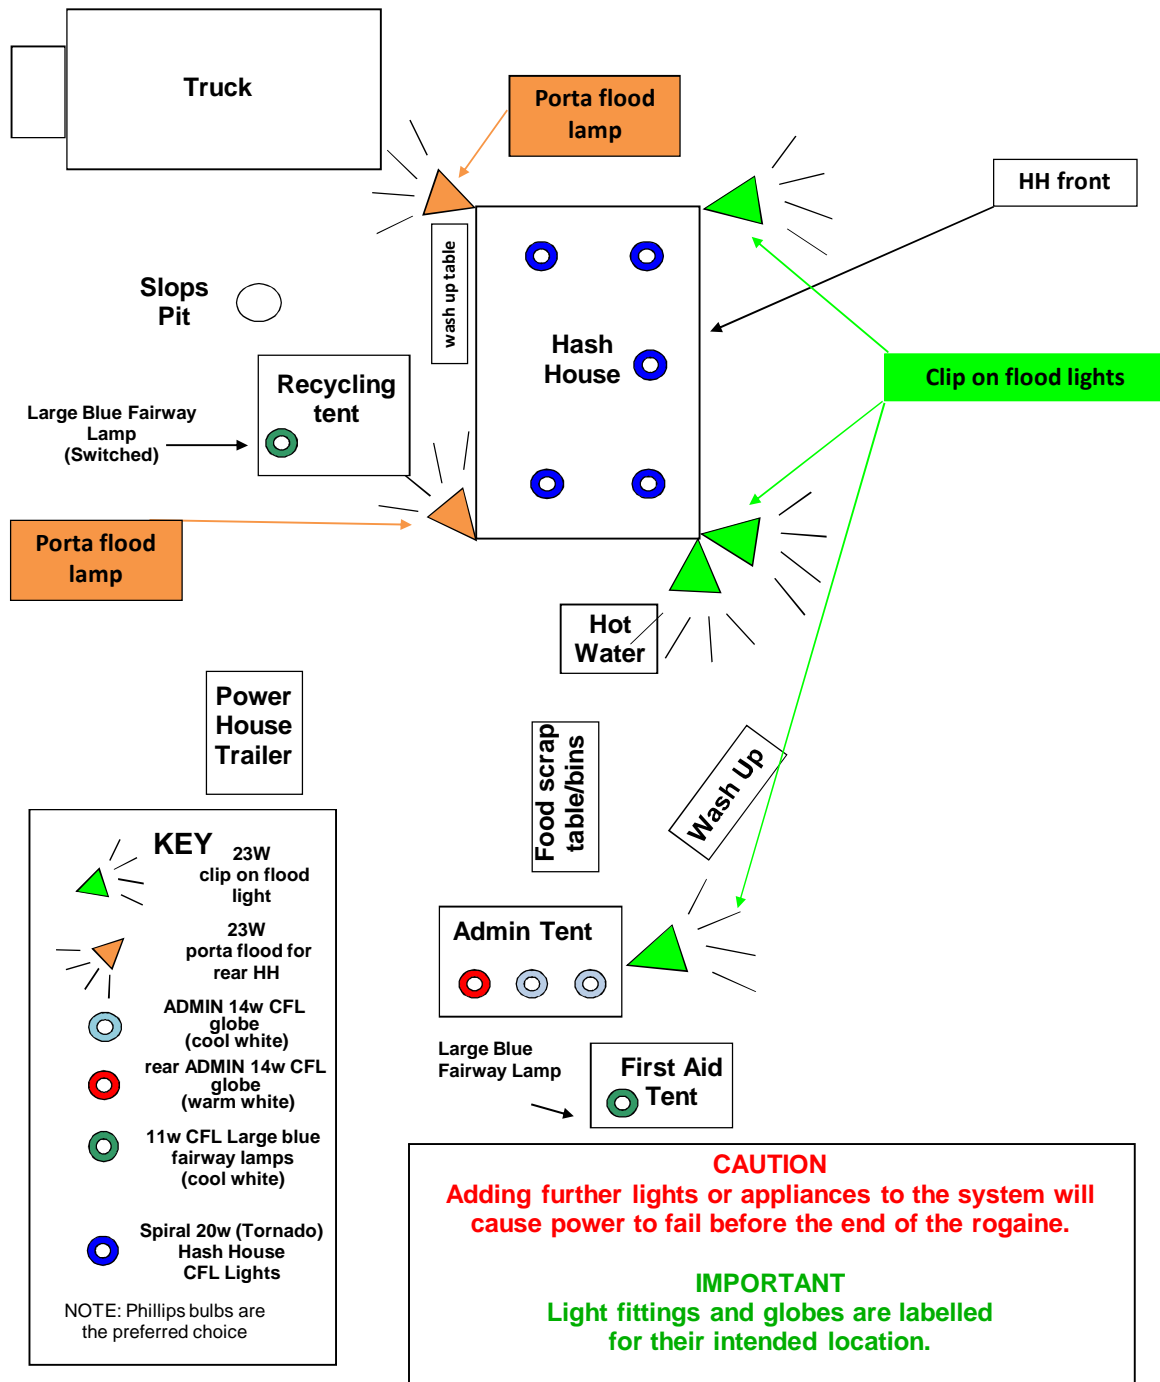 Truck
Porta flood
lamp
HH front
wash up table
Slops
Pit
Hash
House
Recycling
tent
Clip on flood lights
Large Blue Fairway
Lamp
(Switched)
Porta flood
lamp
Hot
Water
Power
House
Trailer
Food scrap
table/bins
Wash Up
KEY
23W
clip on flood
light
23W
porta flood for
rear HH
ADMIN 14w CFL
globe
(cool white)
rear ADMIN 14w CFL
globe
(warm white)
11w CFL Large blue
fairway lamps
(cool white)
Spiral 20w (Tornado)
Hash House
CFL Lights
NOTE: Phillips bulbs are
the preferred choice
Admin Tent
Large Blue
Fairway Lamp
First Aid
Tent
CAUTION
Adding further lights or appliances to the system will
cause power to fail before the end of the rogaine.
IMPORTANT
Light fittings and globes are labelled
for their intended location.